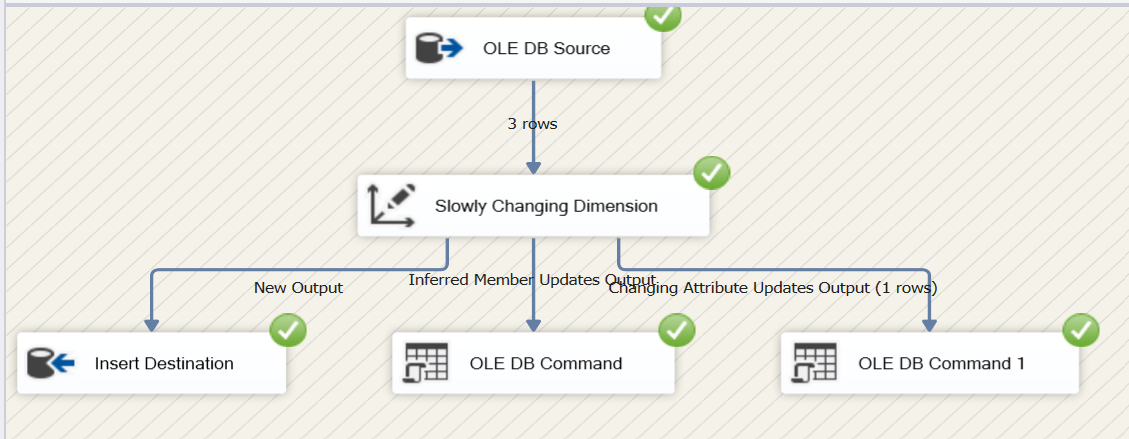 OLE DB Source
3 rows
Slowly Changing Dimension
Inferred Member Updates Output
New Output
Changing Attribute Updates Output (1 rows)
Insert Destination
OLE DB Command
OLE DB Command 1